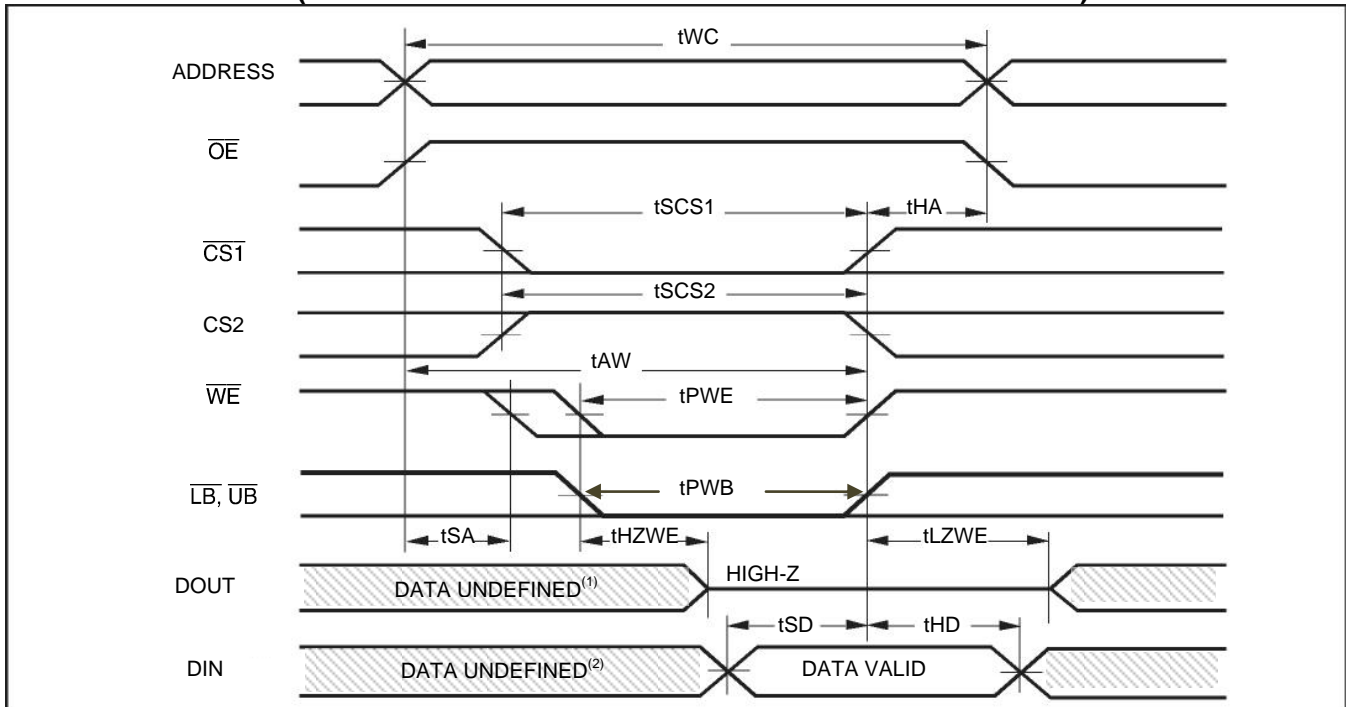 (                                                                )
tWC
ADDRESS
OE
tSCS1
tHA
CS1
tSCS2
CS2
tAW
WE
tPWE
LB, UB
tPWB
tSA
tHZWE
tLZWE
DOUT
DATA UNDEFINED(1)
HIGH-Z
tSD
tHD
DIN
DATA UNDEFINED(2)
DATA VALID